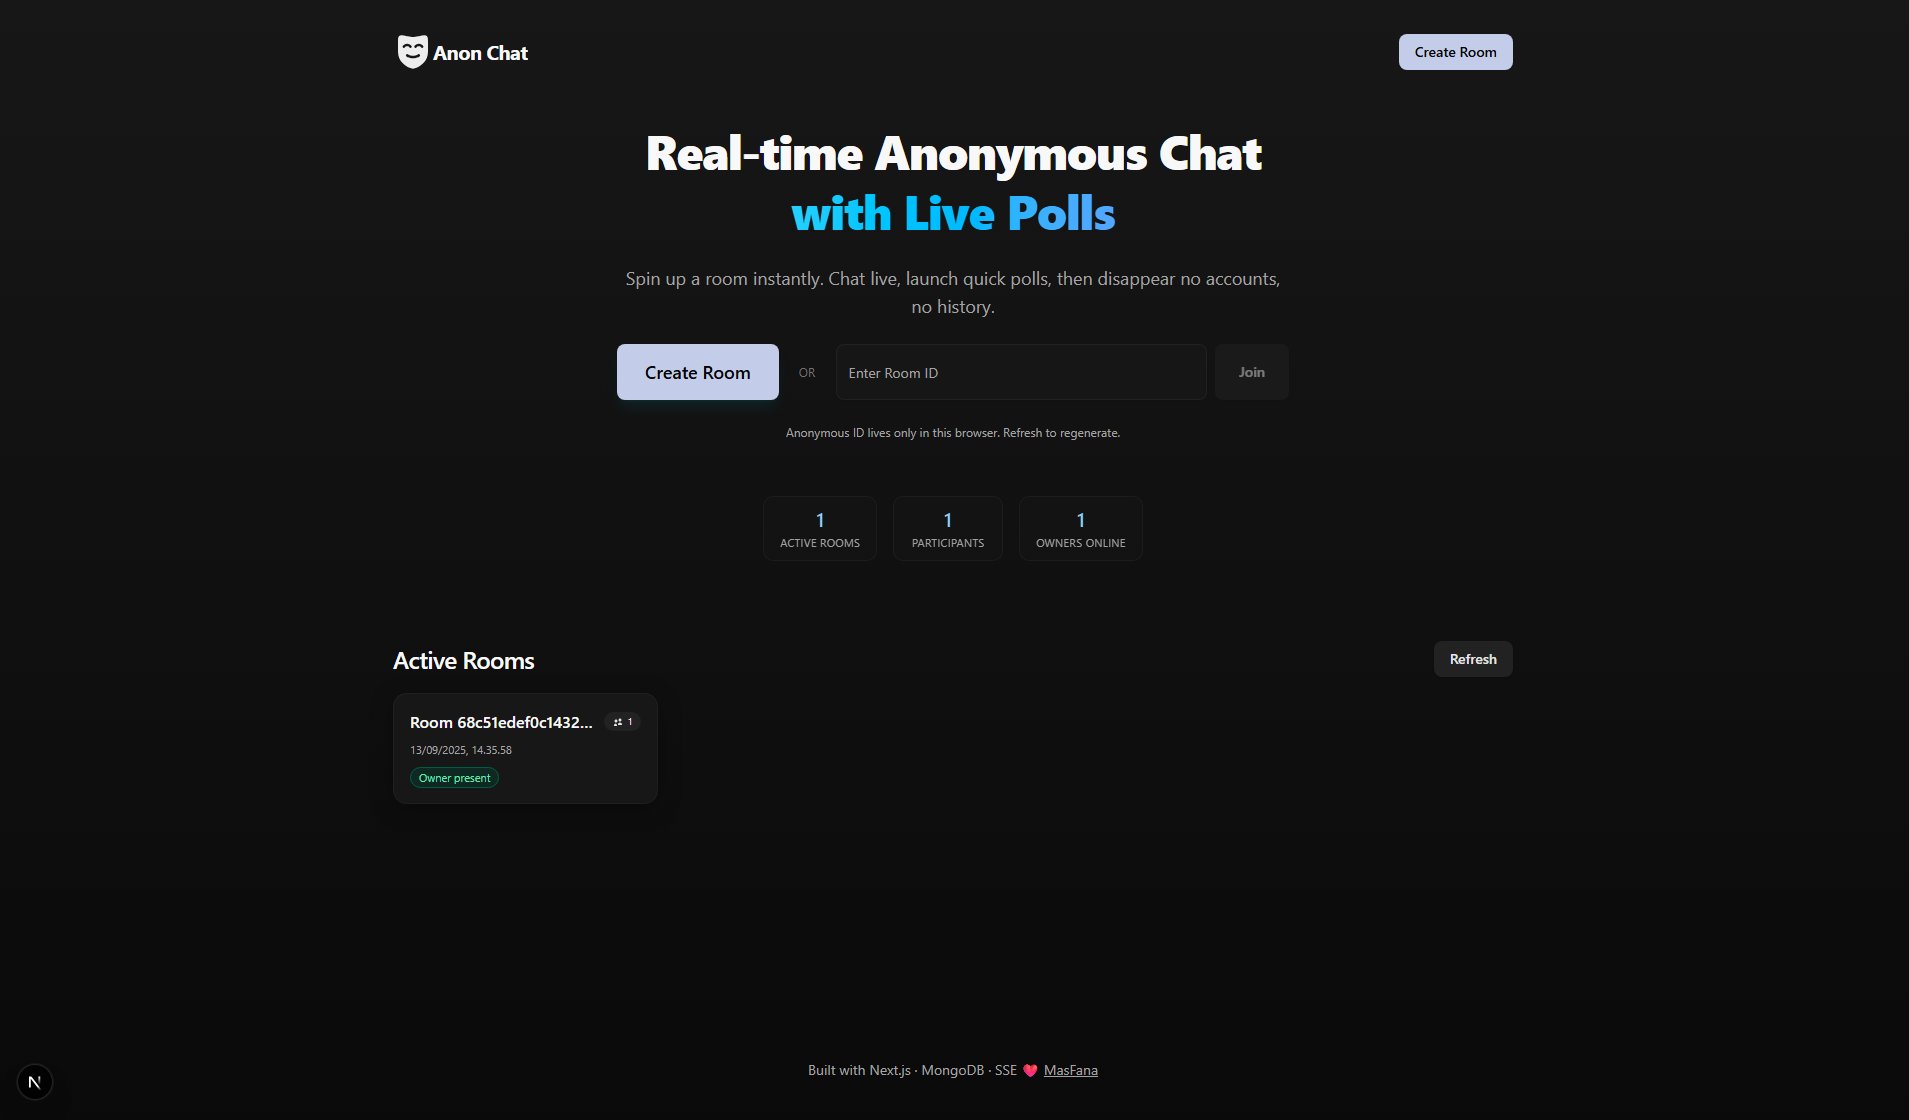 Anon Chat
Create Room
Real-time Anonymous Chat
with Live Polls
Spin up a room instantly. Chat live, launch quick polls, then disappear no accounts,
no history.
Create Room
OR
Enter Room ID
Join
Anonymous ID lives only in this browser. Refresh to regenerate.
1
ACTIVE ROOMS
1
PARTICIPANTS
1
OWNERS ONLINE
Active Rooms
Refresh
Room 68c51edef0c1432...
1
13/09/2025, 14.35.58
Owner present
Built with Next.js · MongoDB · SSE ❤️ MasFana
N